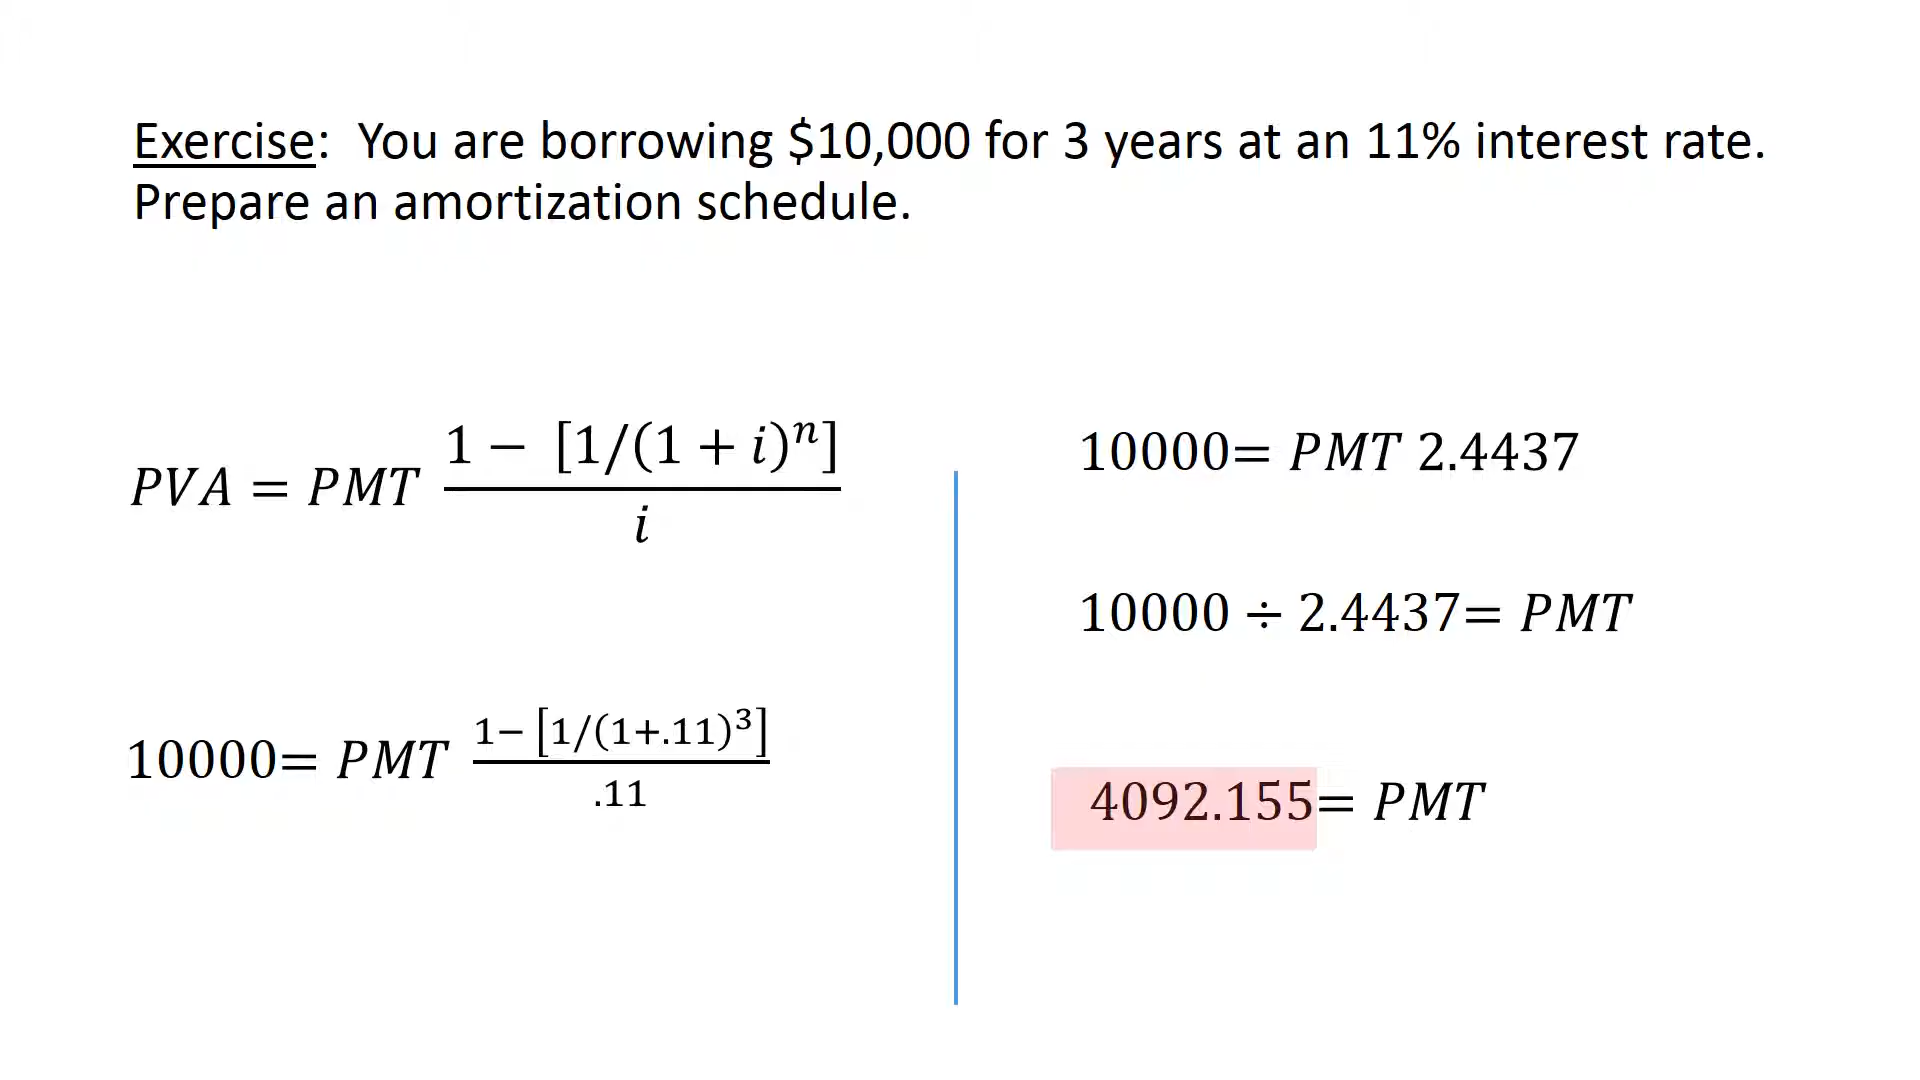 Exercise: You are borrowing $10,000 for 3 years at an 11% interest rate.
Prepare an amortization schedule.
PVA = PMT \frac{1 − [1/(1 + i)^n]}{i}
10000= PMT \frac{1− [1/(1+.11)^3]}{.11}
10000= PMT 2.4437
10000 ÷ 2.4437= PMT
4092.155= PMT